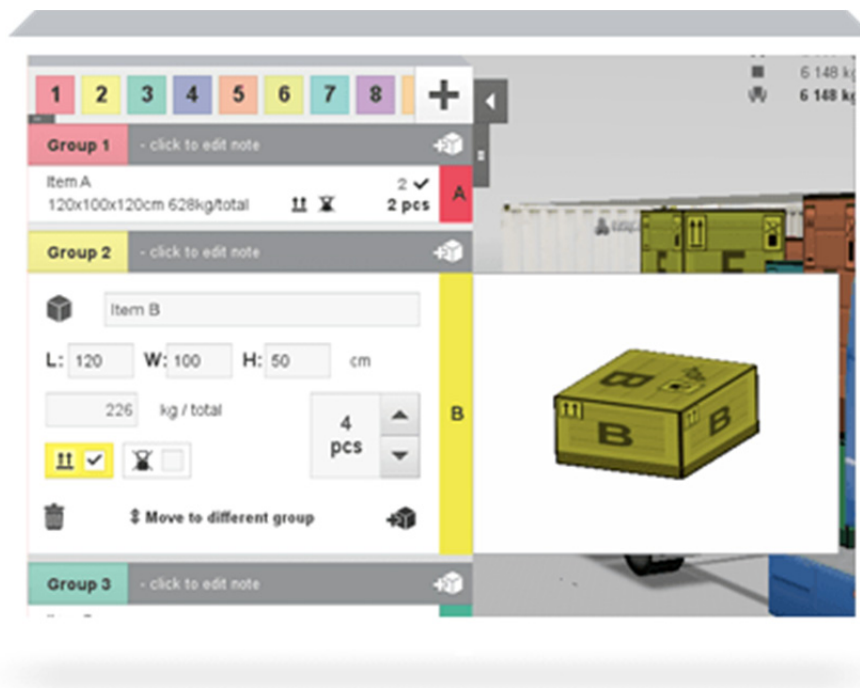 1 2 3 4 5 6 7 8
6 148 kg
6 148 kg
Group 1 - click to edit note
Item A
2
A
120x100x120cm 628kg/total
2 pcs
Group 2 - click to edit note
Item B
L: 120 W: 100 H: 50 cm
226 kg / total
4
pcs
B
Move to different group
B
B
B
Group 3 - click to edit note